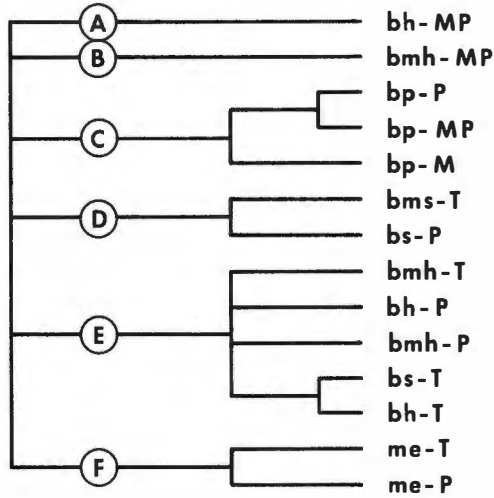 A bh-MP
B bmh-MP
bp-P
C bp-MP
bp-M
D bms-T
bs-P
bmh-T
bh-P
E bmh-P
bs-T
bh-T
F me-T
me-P